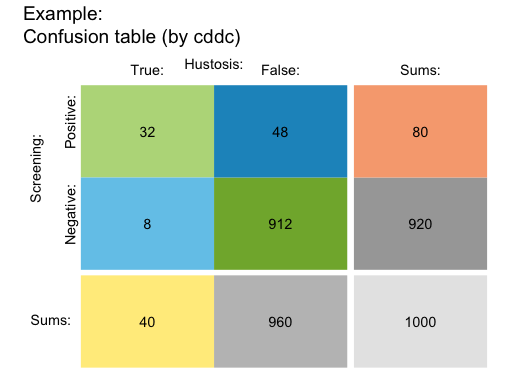 Example:
Confusion table (by cddc)
Hustosis:
True:
False:
Sums:
Screening:
Positive:
32
48
80
Negative:
8
912
920
Sums:
40
960
1000